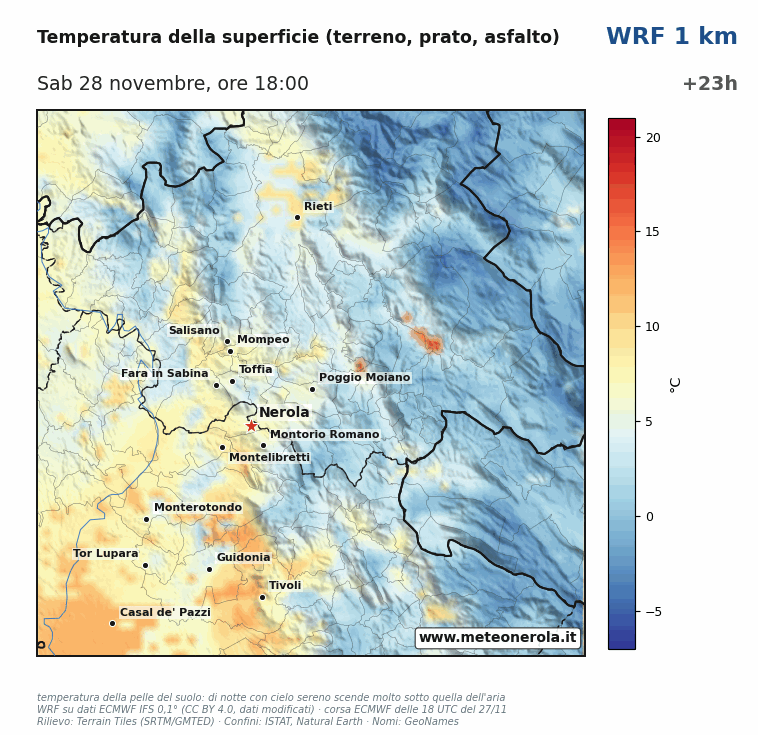 Temperatura della superficie (terreno, prato, asfalto)
WRF 1 km
Sab 28 novembre, ore 18:00
+23h
Rieti
Salisano
Mompeo
Fara in Sabina
Toffia
Poggio Moiano
Nerola
Montorio Romano
Montelibretti
Monterotondo
Tor Lupara
Guidonia
Tivoli
Casal de' Pazzi
www.meteonerola.it
20
15
10
5
0
−5
°C
temperatura della pelle del suolo: di notte con cielo sereno scende molto sotto quella dell'aria
WRF su dati ECMWF IFS 0,1° (CC BY 4.0, dati modificati) · corsa ECMWF delle 18 UTC del 27/11
Rilievo: Terrain Tiles (SRTM/GMTED) · Confini: ISTAT, Natural Earth · Nomi: GeoNames